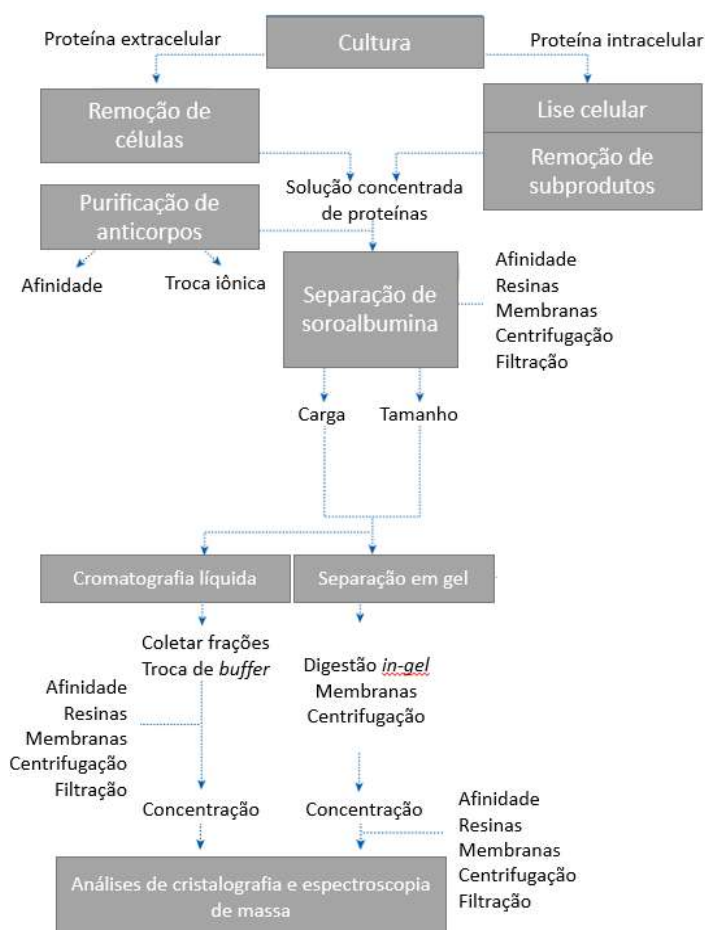 Proteína extracelular
Cultura
Proteína intracelular
Remoção de
células
Lise celular
Remoção de
subprodutos
Solução concentrada
de proteínas
Purificação de
anticorpos
Afinidade
Troca iônica
Separação de
soroalbumina
Afinidade
Resinas
Membranas
Centrifugação
Filtração
Carga
Tamanho
Cromatografia líquida
Separação em gel
Coletar frações
Troca de buffer
Afinidade
Resinas
Membranas
Centrifugação
Filtração
Digestão in-gel
Membranas
Centrifugação
Concentração
Concentração
Afinidade
Resinas
Membranas
Centrifugação
Filtração
Análises de cristalografia e espectroscopia
de massa